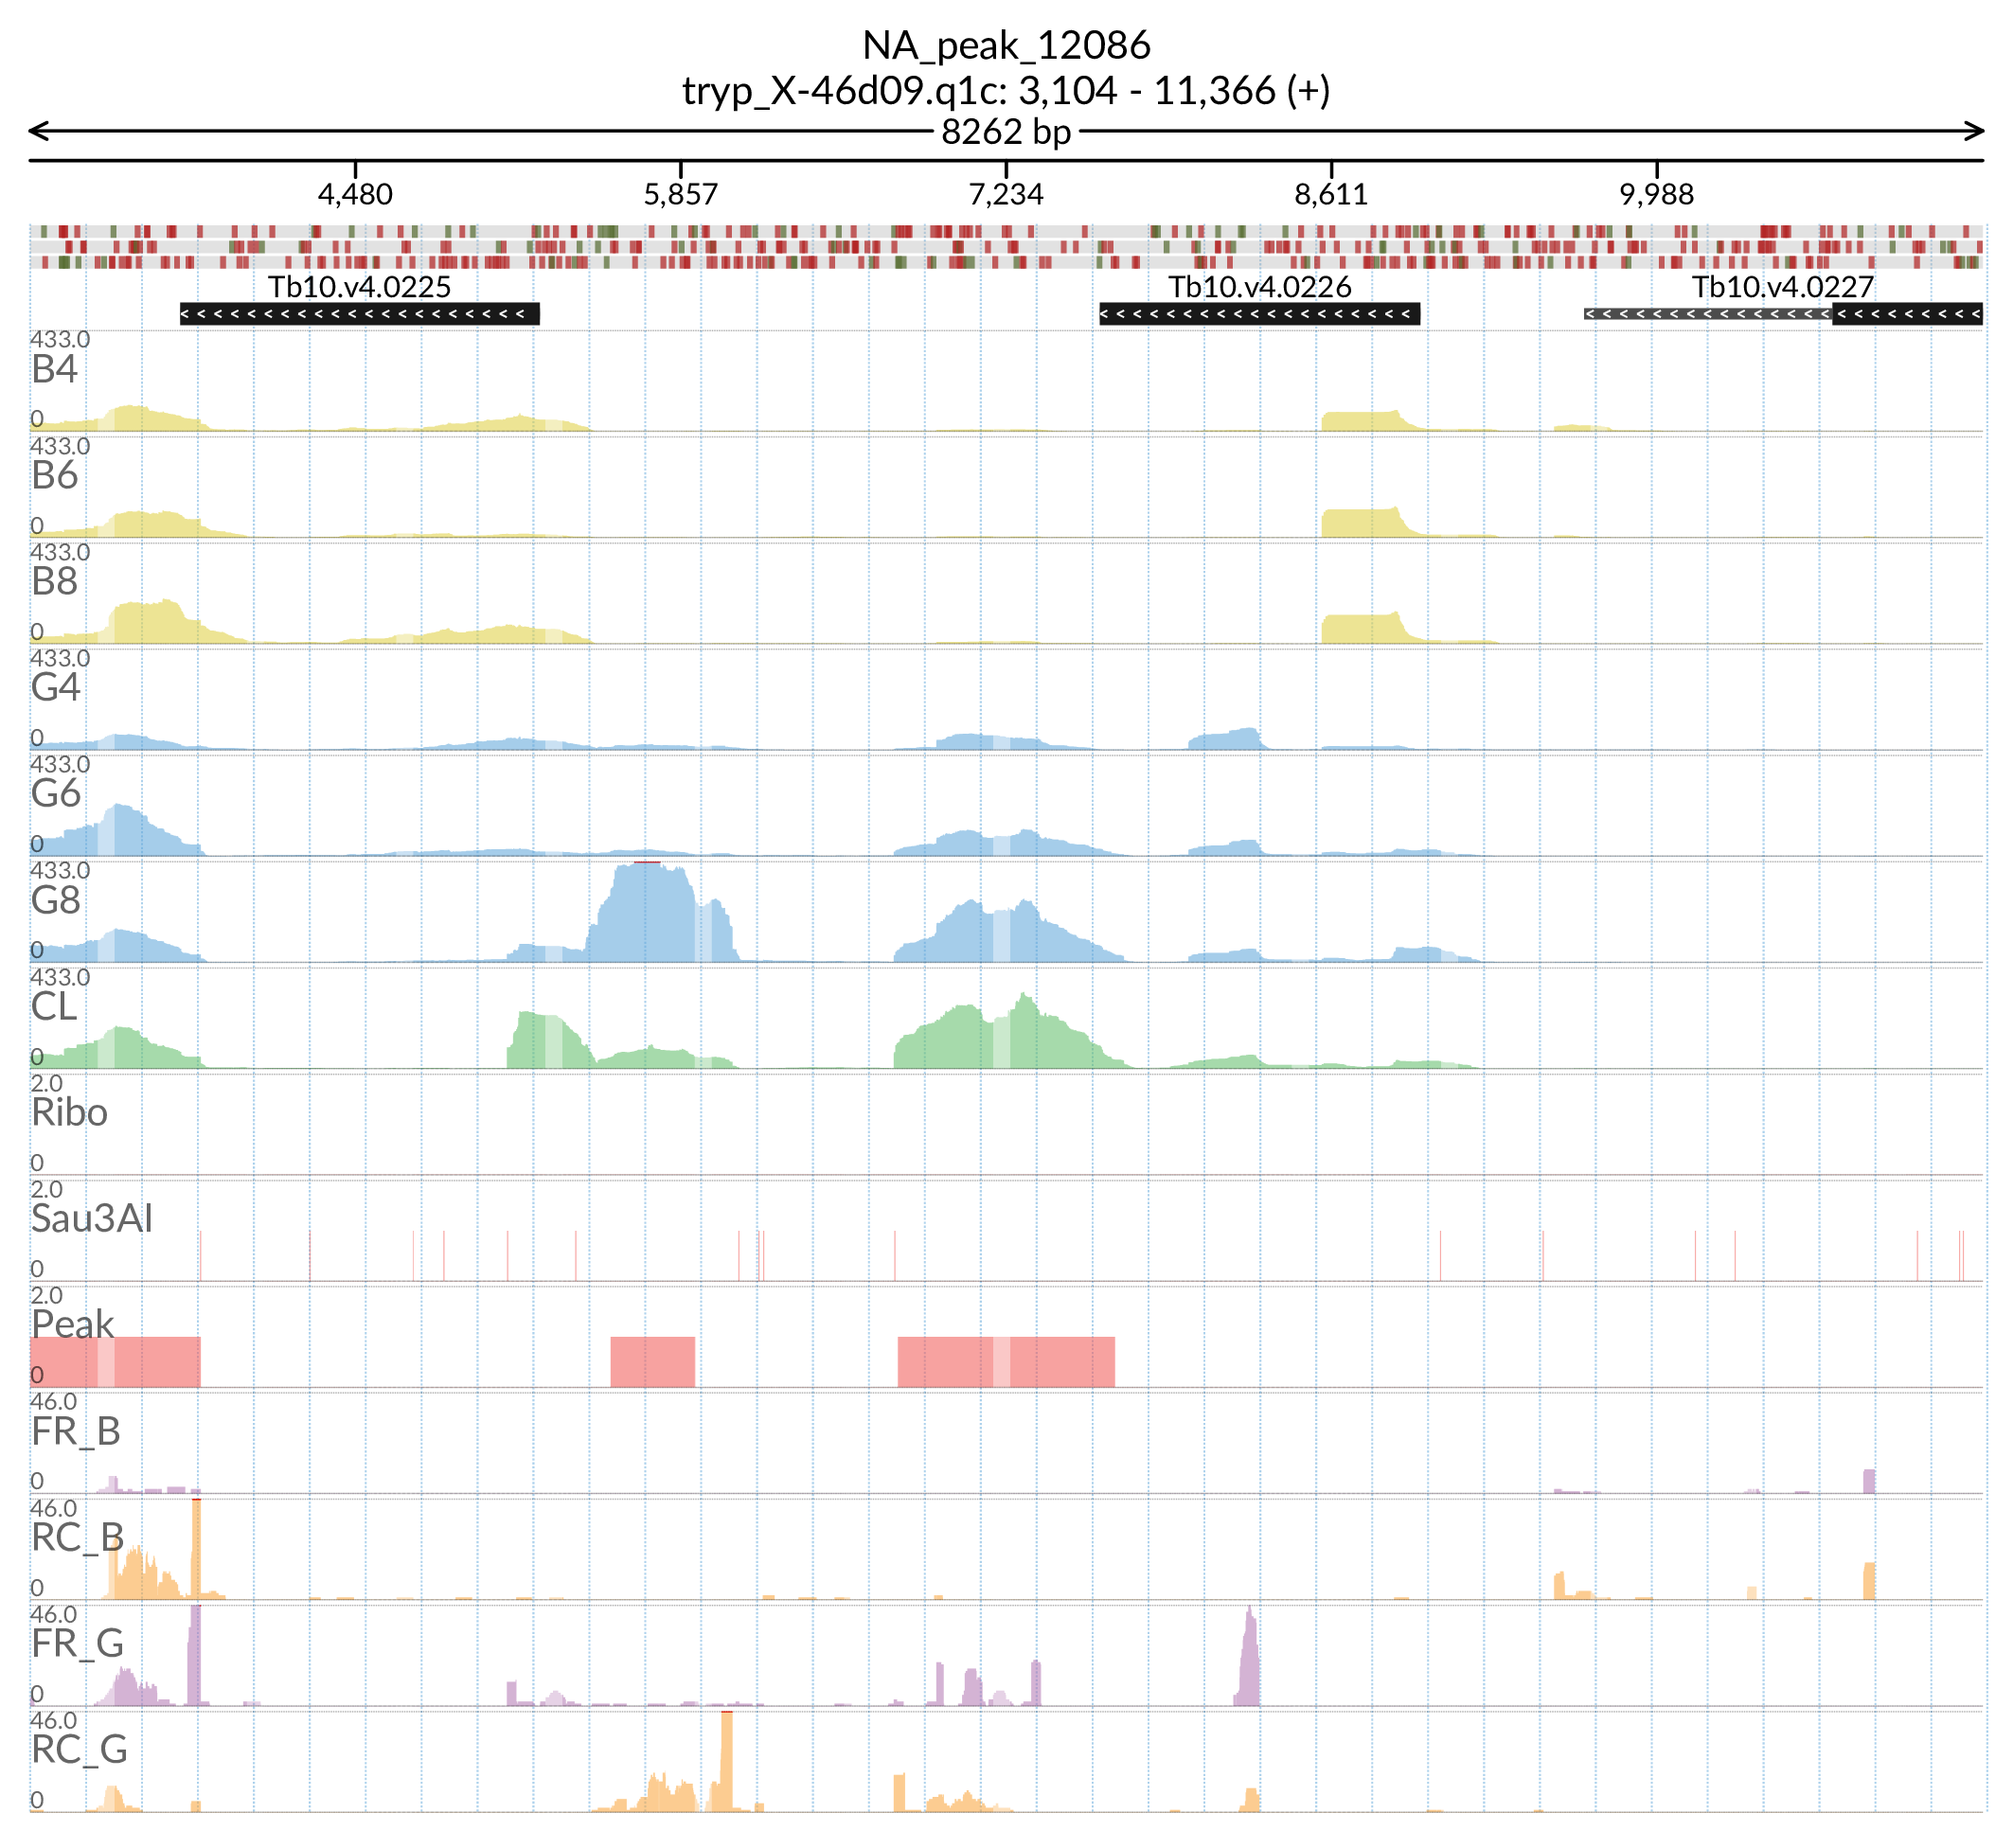 NA_peak_12086
tryp_X-46d09.q1c: 3,104 - 11,366 (+)
8262 bp
4,480 5,857 7,234 8,611 9,988
Tb10.v4.0225 Tb10.v4.0226 Tb10.v4.0227
433.0
B4
0
433.0
B6
0
433.0
B8
0
433.0
G4
0
433.0
G6
0
433.0
G8
0
433.0
CL
0
2.0
Ribo
0
2.0
Sau3AI
0
2.0
Peak
0
46.0
FR_B
0
46.0
RC_B
0
46.0
FR_G
0
46.0
RC_G
0